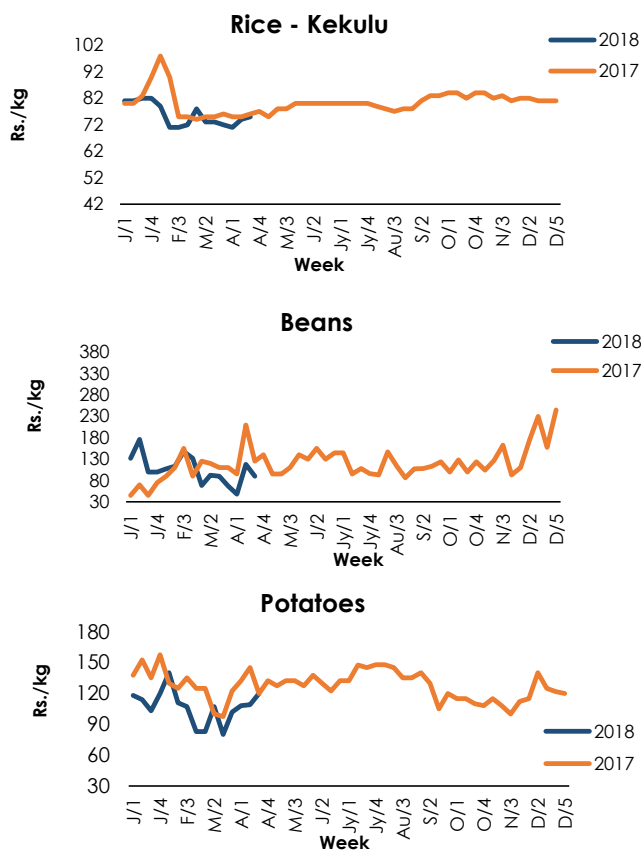 Rice - Kekulu
2018
2017
Rs./kg
102
92
82
72
62
52
42
J/1 J/4 F/3 M/2 A/1 A/4 M/3 J/2 Jy/1 Jy/4 Au/3 S/2 O/1 O/4 N/3 D/2 D/5
Week
Beans
2018
2017
Rs./kg
380
330
280
230
180
130
80
30
J/1 J/4 F/3 M/2 A/1 A/4 M/3 J/2 Jy/1 Jy/4 Au/3 S/2 O/1 O/4 N/3 D/2 D/5
Week
Potatoes
Rs./kg
180
150
120
90
60
30
2018
2017
J/1 J/4 F/3 M/2 A/1 A/4 M/3 J/2 Jy/1 Jy/4 Au/3 S/2 O/1 O/4 N/3 D/2 D/5
Week